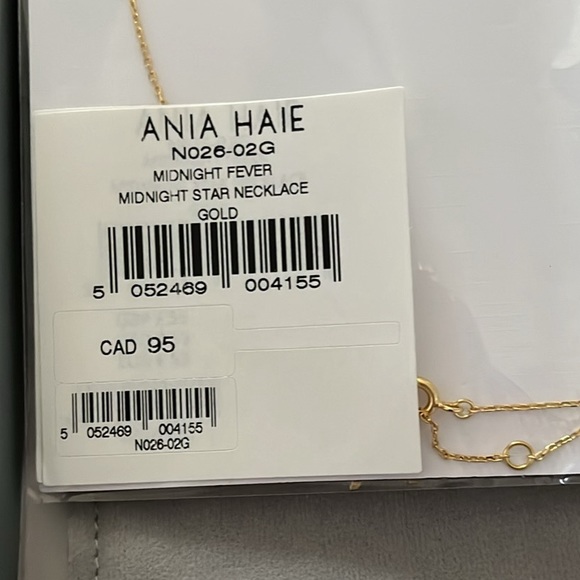 ANIA HAIE
N026-02G
MIDNIGHT FEVER
MIDNIGHT STAR NECKLACE
GOLD
5 052469 004155
CAD 95
5 052469 004155
N026-02G